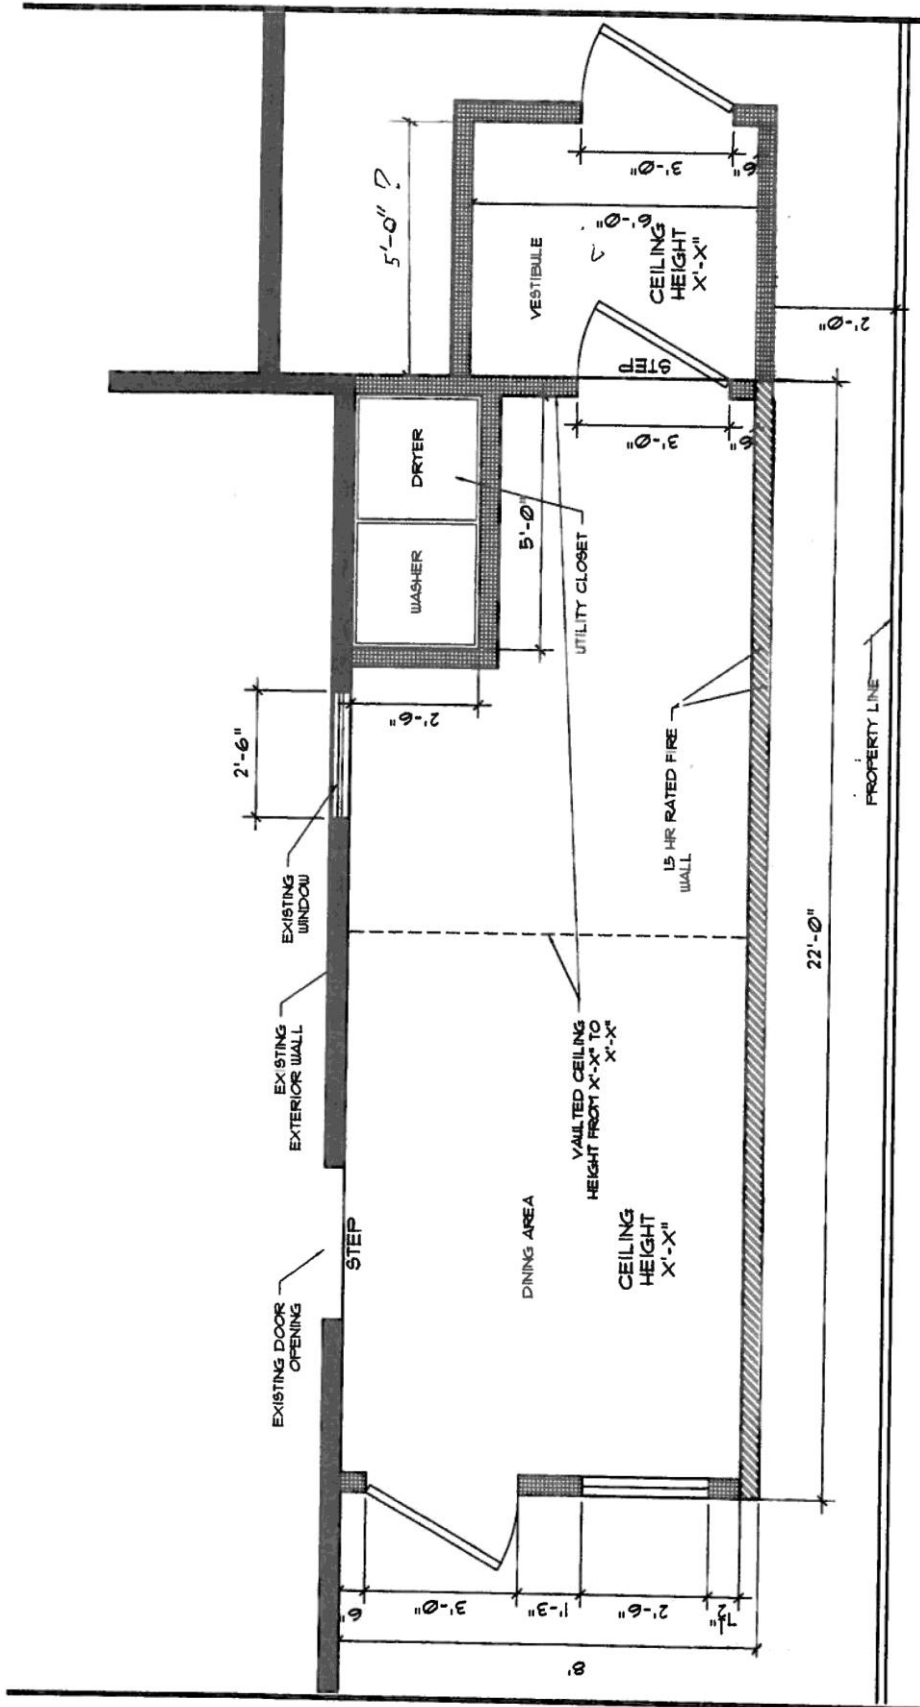 5'-0" ?
3'-0"
6"
6'-0"
?
VESTIBULE
CEILING
HEIGHT
X'-X"
2'-0"
STEP
3'-0"
6"
DRYER
WASHER
5'-0"
UTILITY CLOSET
2'-6"
2'-6"
EXISTING
WINDOW
1.5 HR RATED FIRE
WALL
PROPERTY LINE
22'-0"
EXISTING
EXTERIOR WALL
VAULTED CEILING
HEIGHT FROM X'-X" TO
X'-X"
EXISTING DOOR
OPENING
STEP
DINING AREA
CEILING
HEIGHT
X'-X"
6"
3'-0"
1'-3"
2'-6"
7½"
8'